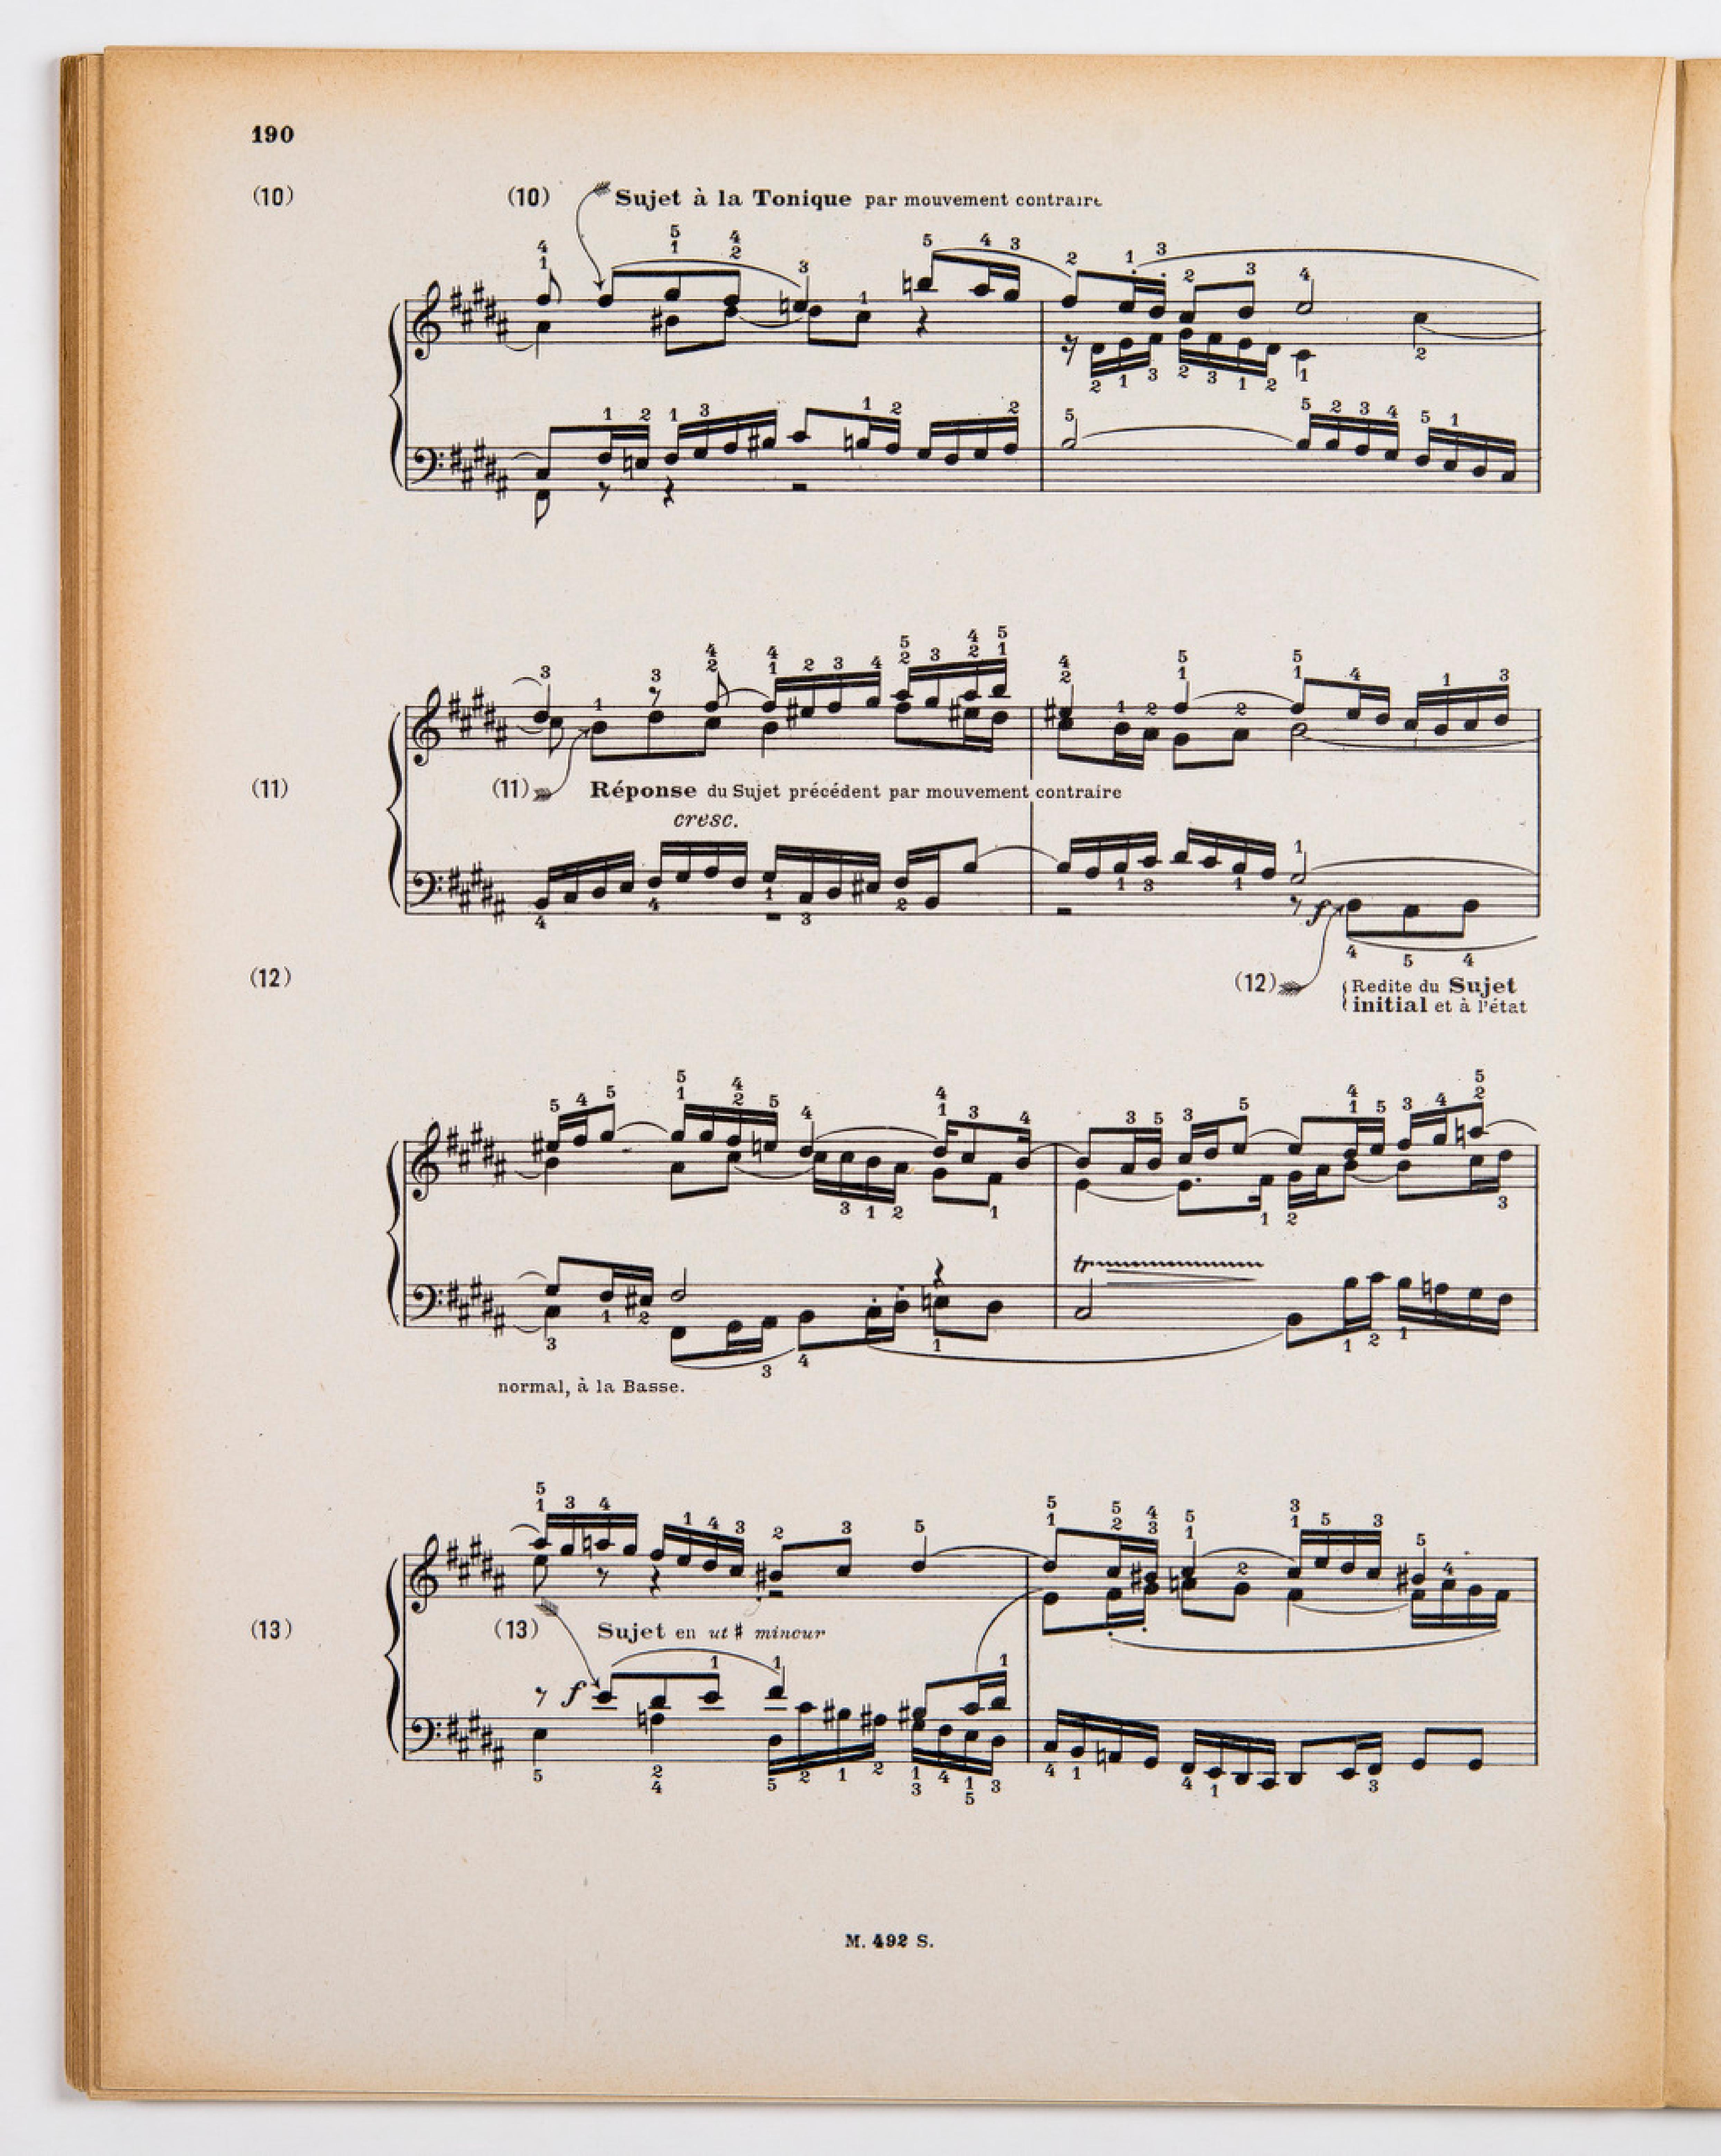 190
(10) (10) Sujet à la Tonique par mouvement contraire
(11) (11) Réponse du Sujet précédent par mouvement contraire
cresc.
f
(12) (12) Redite du Sujet
initial et à l'état
tr
normal, à la Basse.
(13) (13) Sujet en ut ♯ mineur
f
M. 492 S.